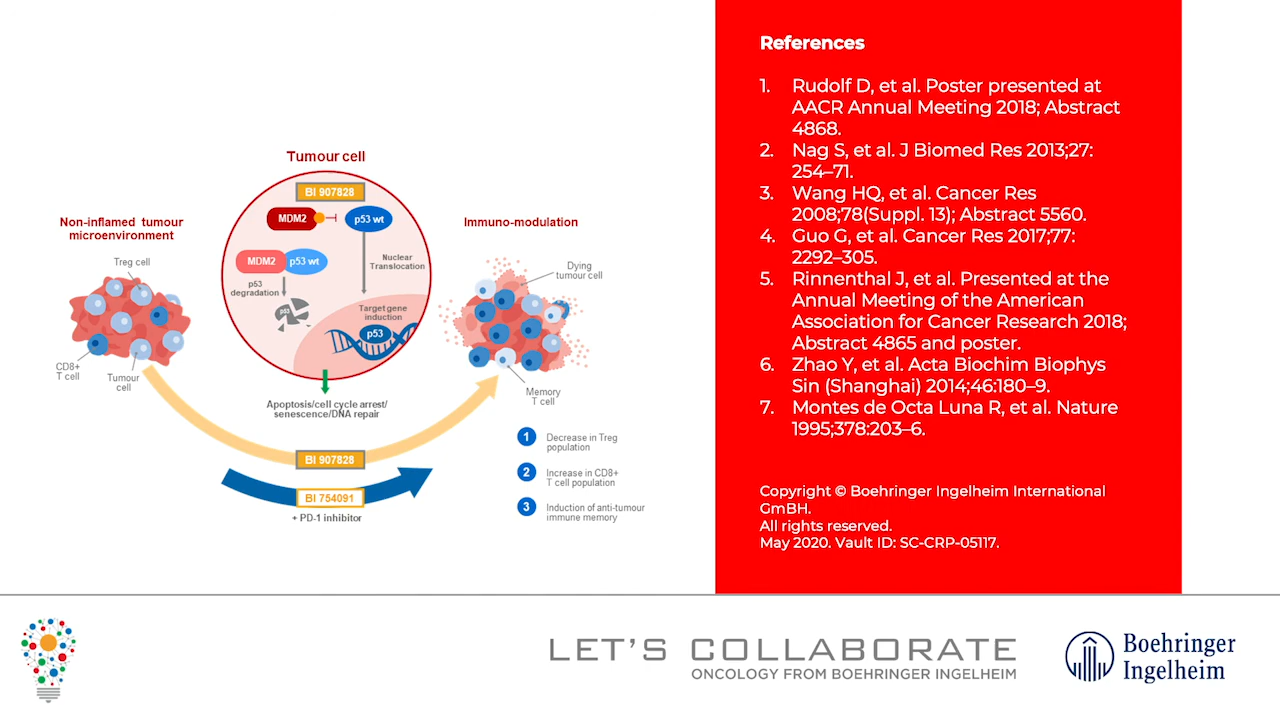 Tumour cell
BI 907828
MDM2
p53 wt
MDM2
p53 wt
Nuclear
Translocation
p53
degradation
p53
Target gene
induction
p53
Apoptosis/cell cycle arrest/
senescence/DNA repair
Non-inflamed tumour
microenvironment
Treg cell
CD8+
T cell
Tumour
cell
Immuno-modulation
Dying
tumour cell
Memory
T cell
BI 907828
BI 754091
+ PD-1 inhibitor
1 Decrease in Treg
population
2 Increase in CD8+
T cell population
3 Induction of anti-tumour
immune memory
References
1. Rudolf D, et al. Poster presented at
AACR Annual Meeting 2018; Abstract
4868.
2. Nag S, et al. J Biomed Res 2013;27:
254–71.
3. Wang HQ, et al. Cancer Res
2008;78(Suppl. 13); Abstract 5560.
4. Guo G, et al. Cancer Res 2017;77:
2292–305.
5. Rinnenthal J, et al. Presented at the
Annual Meeting of the American
Association for Cancer Research 2018;
Abstract 4865 and poster.
6. Zhao Y, et al. Acta Biochim Biophys
Sin (Shanghai) 2014;46:180–9.
7. Montes de Octa Luna R, et al. Nature
1995;378:203–6.
Copyright © Boehringer Ingelheim International
GmBH.
All rights reserved.
May 2020. Vault ID: SC-CRP-05117.
LET'S COLLABORATE
ONCOLOGY FROM BOEHRINGER INGELHEIM
Boehringer
Ingelheim